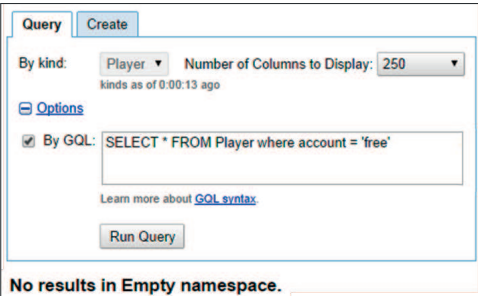 Query Create
By kind: Player Number of Columns to Display: 250
kinds as of 0:00:13 ago
Options
By GQL: SELECT * FROM Player where account = 'free'
Learn more about GQL syntax.
Run Query
No results in Empty namespace.